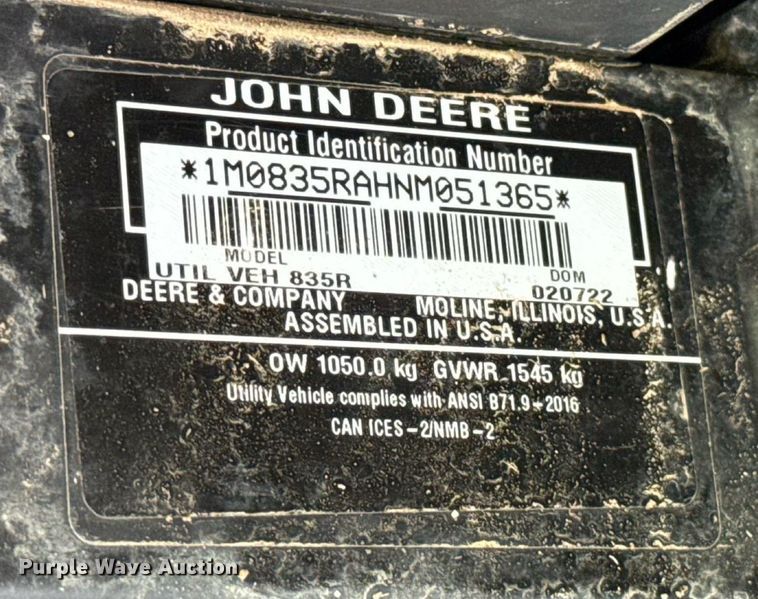 JOHN DEERE
Product Identification Number
*1M0835RAHNM051365*
MODEL DOM
UTIL VEH 835R 020722
DEERE & COMPANY MOLINE, ILLINOIS, U.S.A.
ASSEMBLED IN U.S.A.
OW 1050.0 kg GVWR 1545 kg
Utility Vehicle complies with ANSI B71.9-2016
CAN ICES-2/NMB-2
Purple Wave Auction